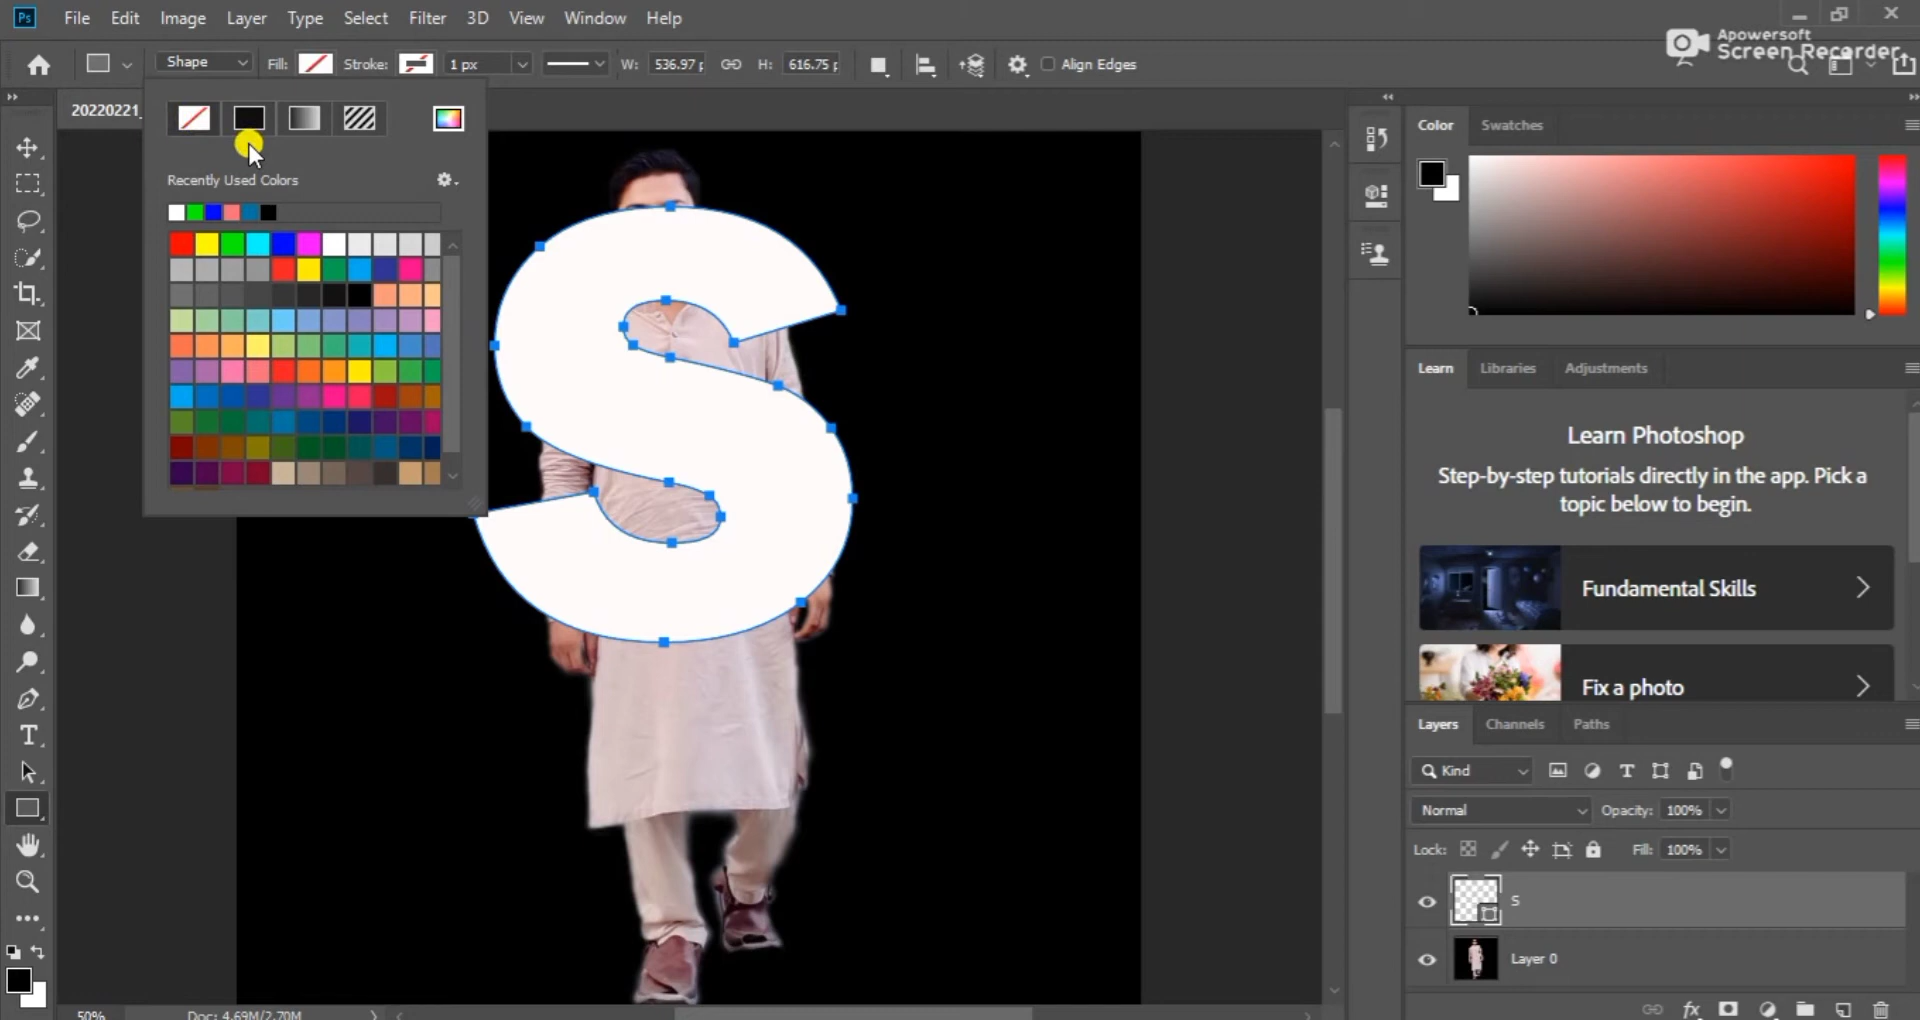 Ps File Edit Image Layer Type Select Filter 3D View Window Help
Apowersoft
Screen Recorder
Shape Fill: Stroke: 1 px W: 536.97 p H: 616.75 p Align Edges
20220221_
Recently Used Colors
Color Swatches
Learn Libraries Adjustments
Learn Photoshop
Step-by-step tutorials directly in the app. Pick a
topic below to begin.
Fundamental Skills
Fix a photo
S
Layers Channels Paths
Kind
Normal Opacity: 100%
Lock: Fill: 100%
S
Layer 0
50% Doc: 4.69M/2.70M